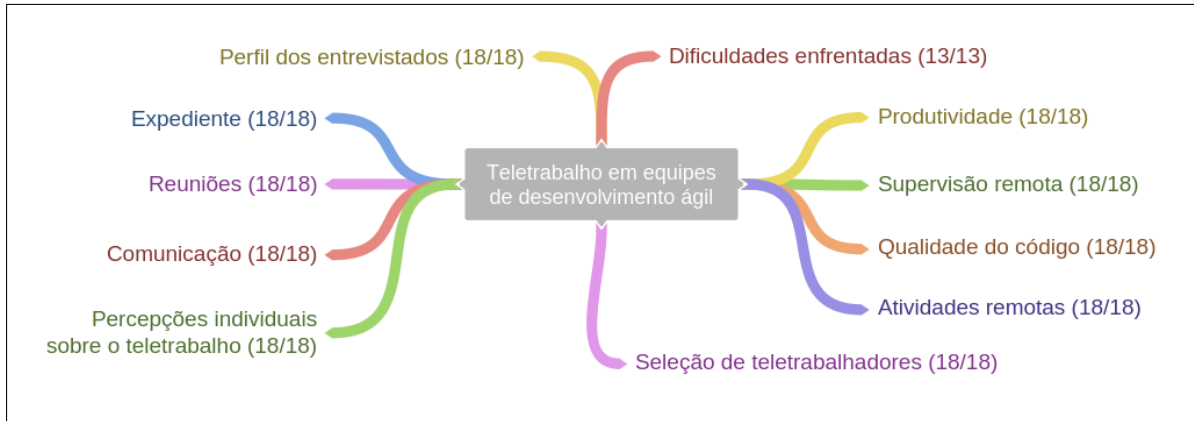 Perfil dos entrevistados (18/18)
Dificuldades enfrentadas (13/13)
Expediente (18/18)
Produtividade (18/18)
Teletrabalho em equipes
de desenvolvimento ágil
Reuniões (18/18)
Supervisão remota (18/18)
Comunicação (18/18)
Qualidade do código (18/18)
Percepções individuais
sobre o teletrabalho (18/18)
Atividades remotas (18/18)
Seleção de teletrabalhadores (18/18)